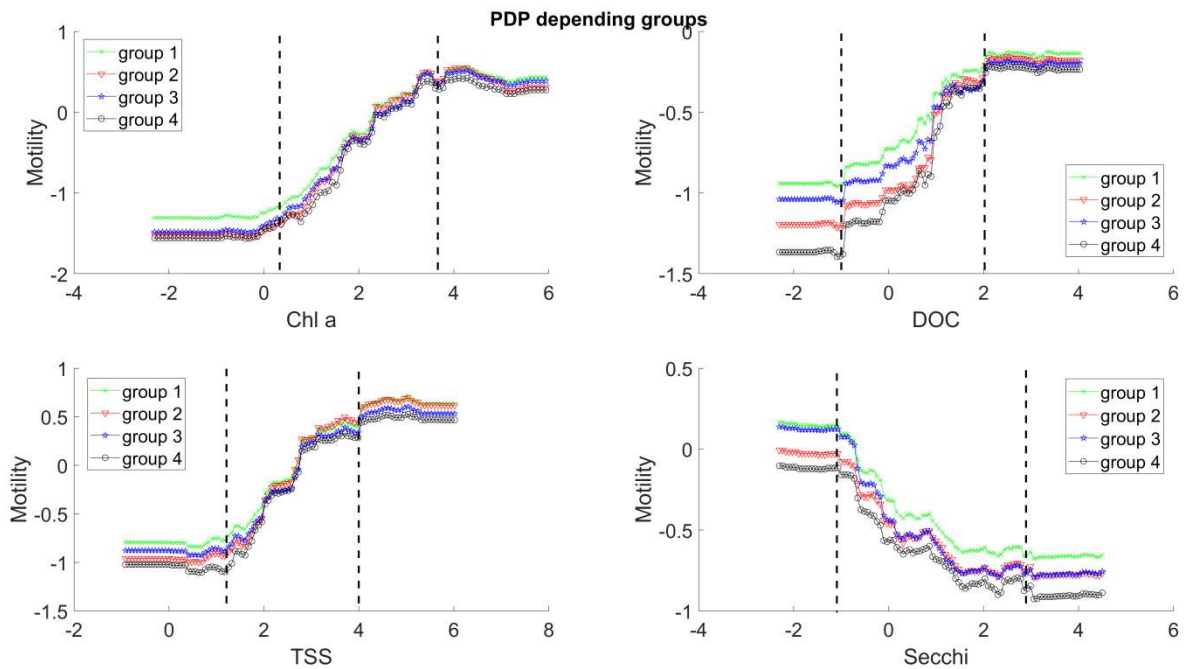 PDP depending groups
1
0
-1
-2
Motility
group 1
group 2
group 3
group 4
-4 -2 0 2 4 6
Chl a
0
-0.5
-1
-1.5
Motility
group 1
group 2
group 3
group 4
-4 -2 0 2 4 6
DOC
1
0.5
0
-0.5
-1
-1.5
Motility
group 1
group 2
group 3
group 4
-2 0 2 4 6 8
TSS
0.5
0
-0.5
-1
Motility
group 1
group 2
group 3
group 4
-4 -2 0 2 4 6
Secchi